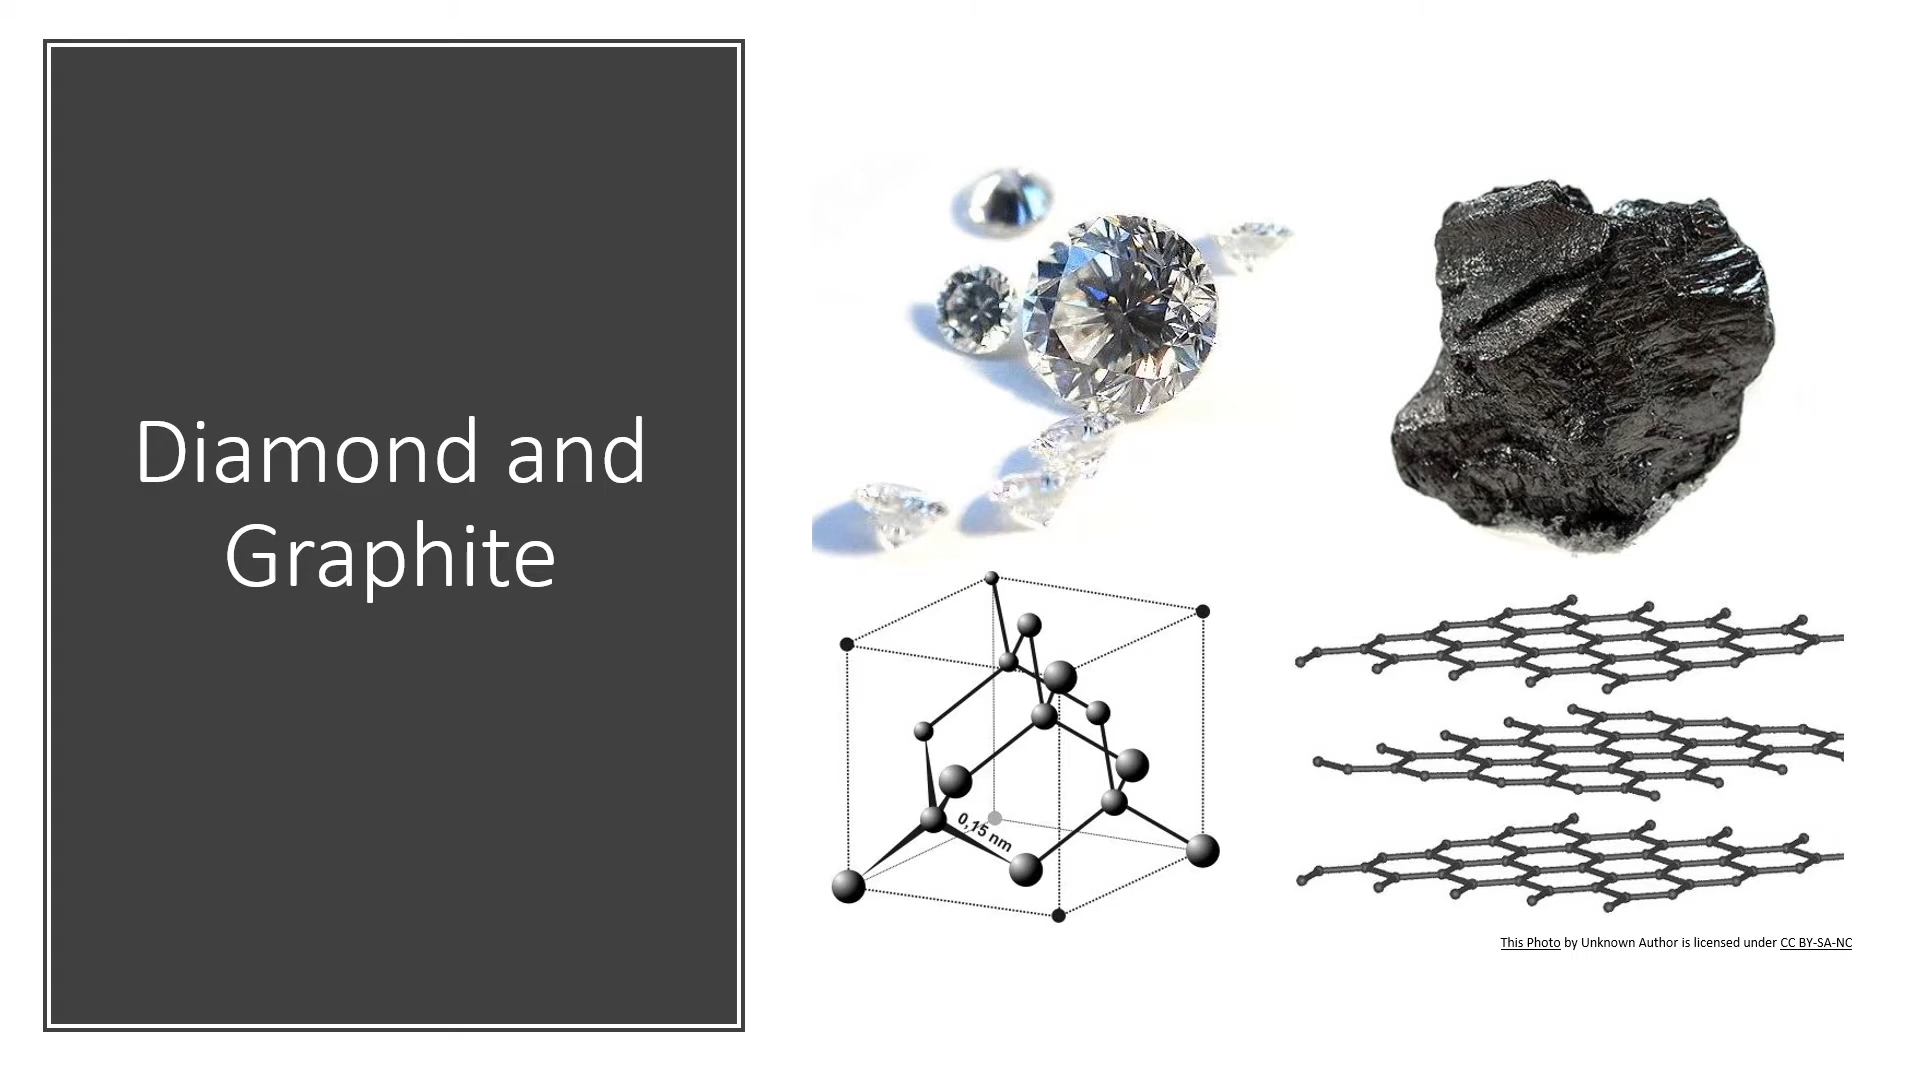 Diamond and
Graphite
0,15 nm
This Photo by Unknown Author is licensed under CC BY-SA-NC